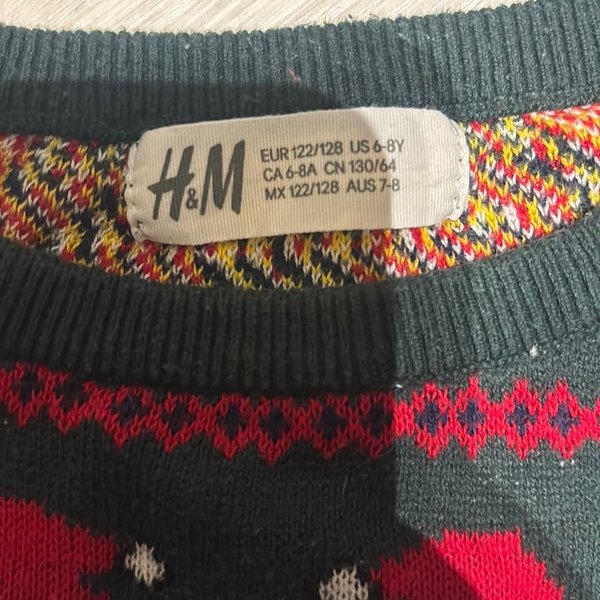 H&M
EUR 122/128 US 6-8Y
CA 6-8A CN 130/64
MX 122/128 AUS 7-8